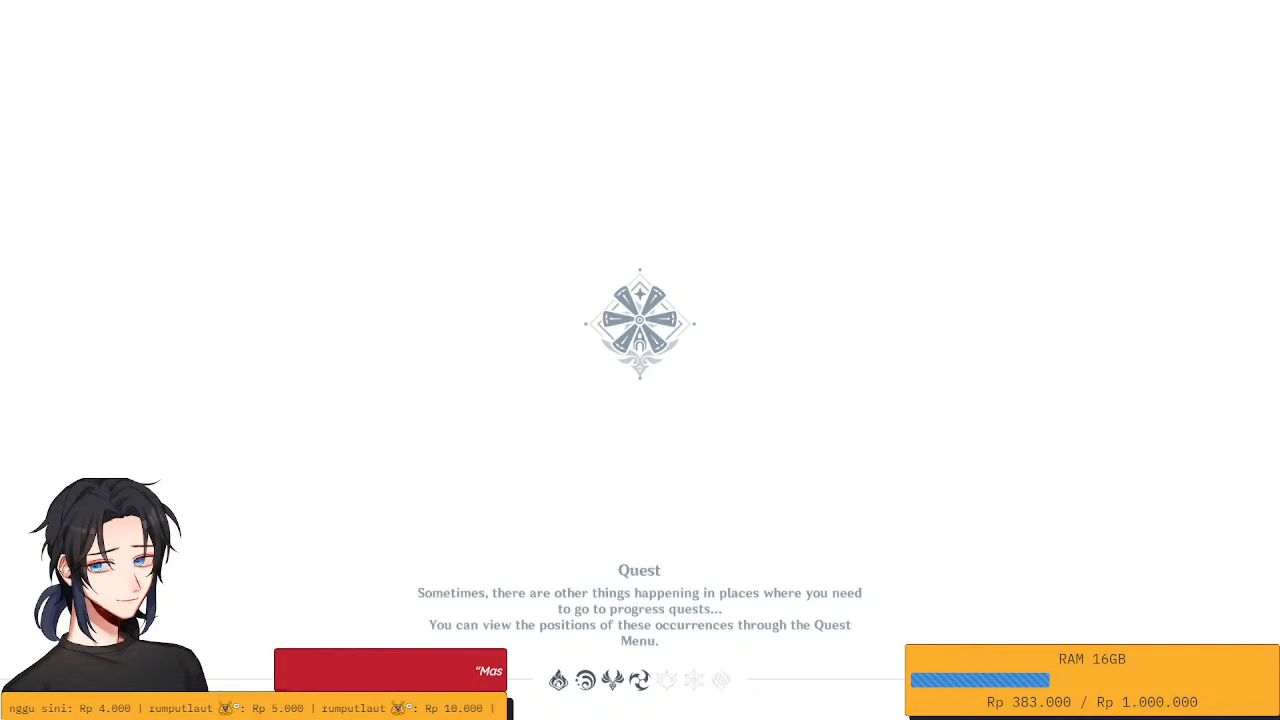 Quest
Sometimes, there are other things happening in places where you need
to go to progress quests...
You can view the positions of these occurrences through the Quest
Menu.
"Mas
RAM 16GB
Rp 383.000 / Rp 1.000.000
nggu sini: Rp 4.000 | rumputlaut : Rp 5.000 | rumputlaut : Rp 10.000 |